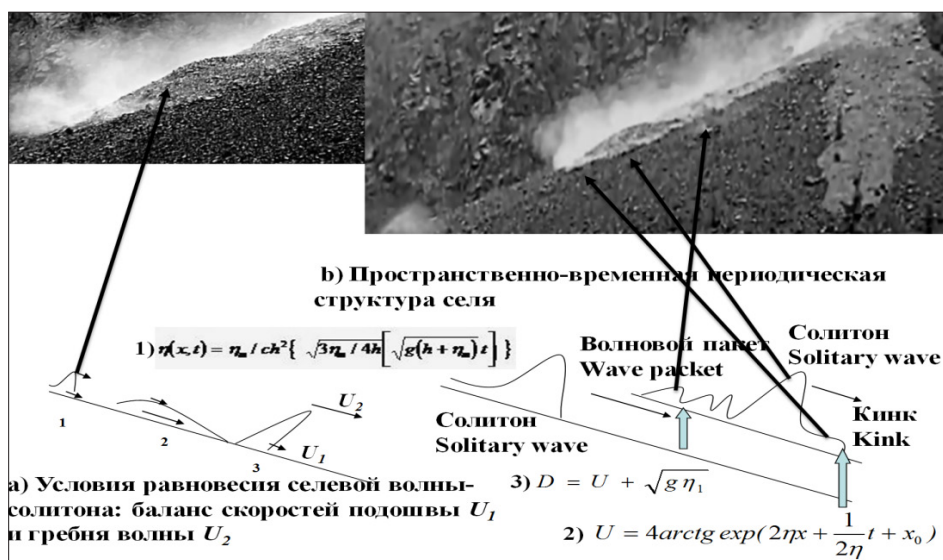 b) Пространственно-временная периодическая
структура селя
1) η(x,t) = ηm / ch²{ √3ηm / 4h [ √g(h + ηm) t ] }
Волновой пакет
Wave packet
Солитон
Solitary wave
Солитон
Solitary wave
Кинк
Kink
1
2
3
U2
U1
a) Условия равновесия селевой волны-
солитона: баланс скоростей подошвы U1
и гребня волны U2
3) D = U + √g η1
2) U = 4arctg exp(2ηx + 1/2η t + x0)